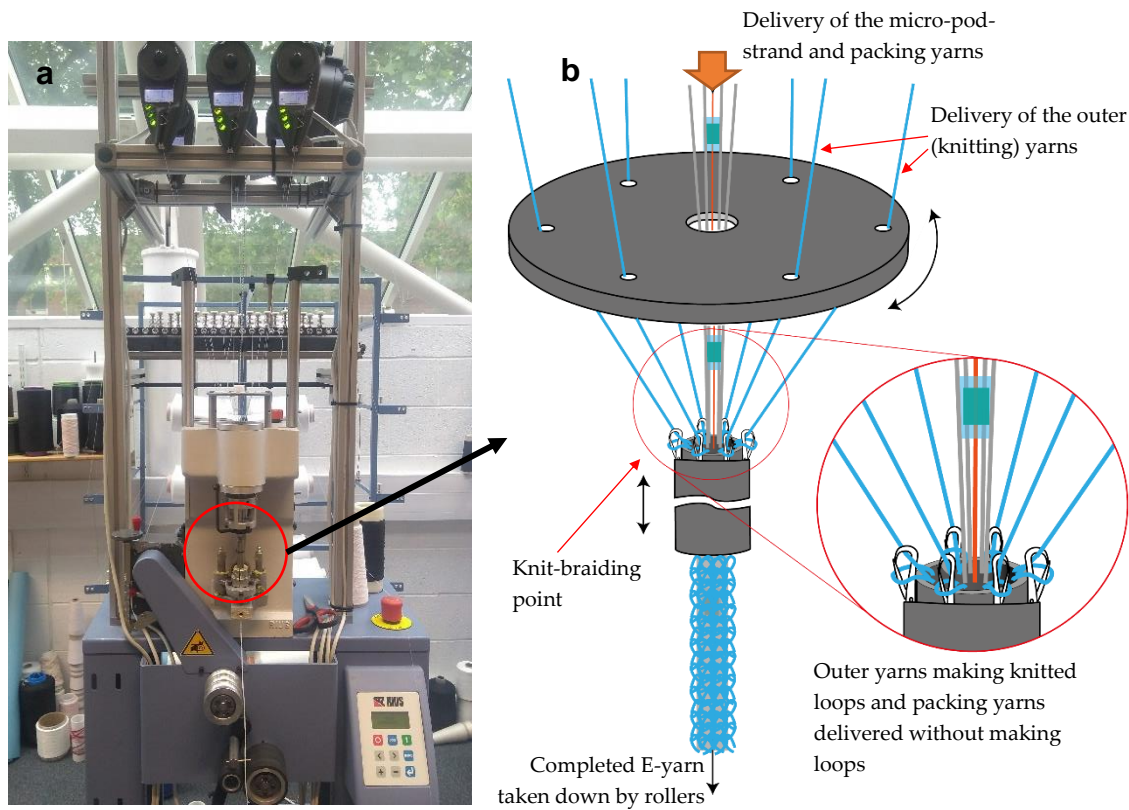 a
b
Delivery of the micro-pod-
strand and packing yarns
Delivery of the outer
(knitting) yarns
Knit-braiding
point
Outer yarns making knitted
loops and packing yarns
delivered without making
loops
Completed E-yarn
taken down by rollers